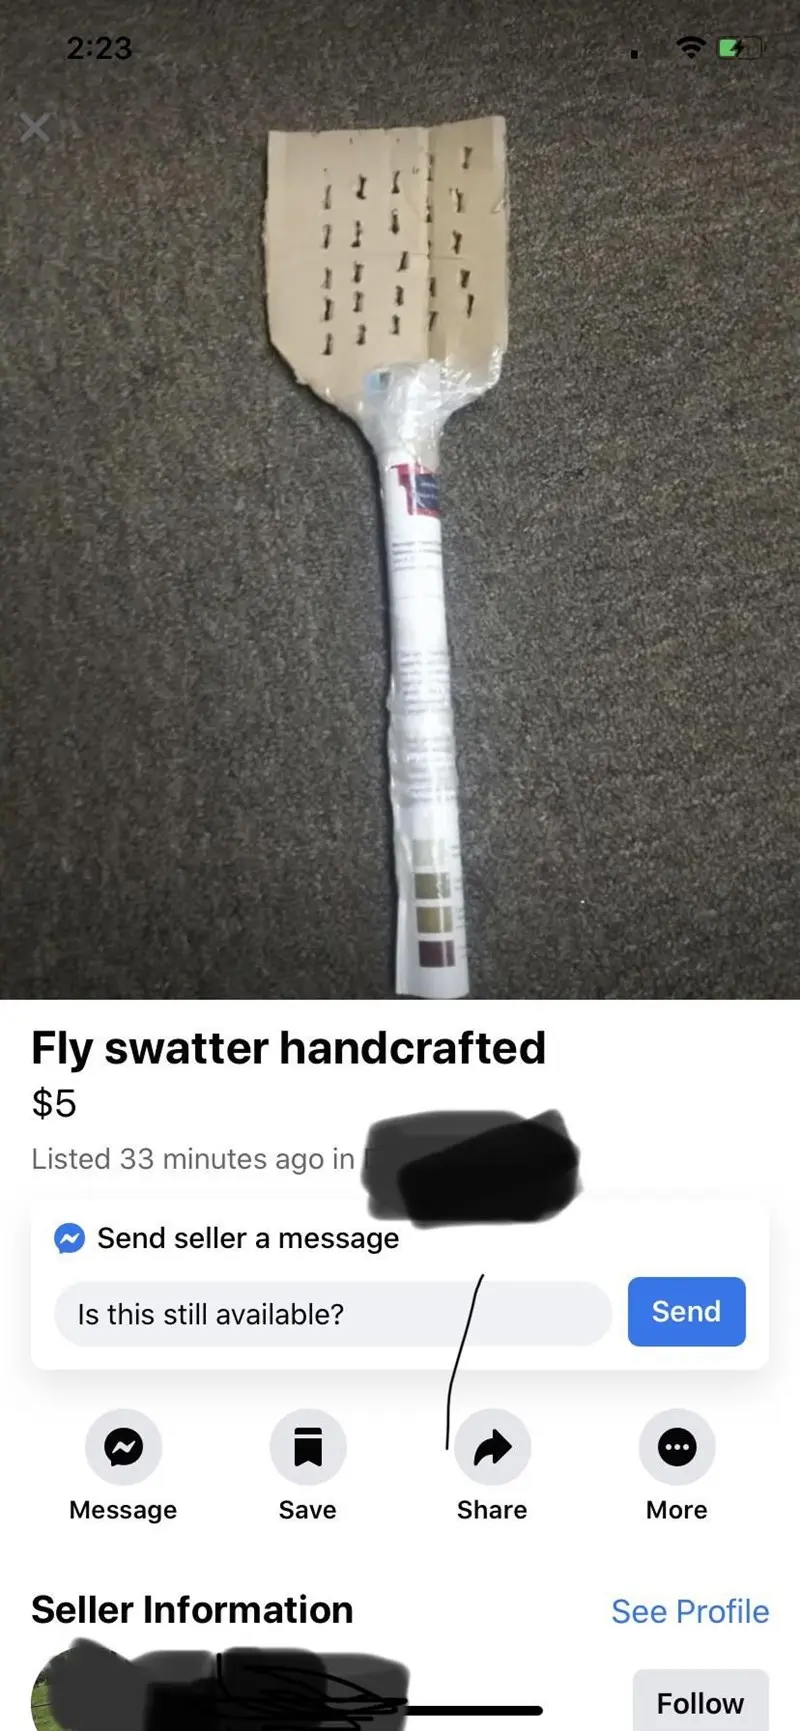 2:23
Fly swatter handcrafted
$5
Listed 33 minutes ago in
Send seller a message
Is this still available?
Send
Message
Save
Share
More
Seller Information
See Profile
Follow